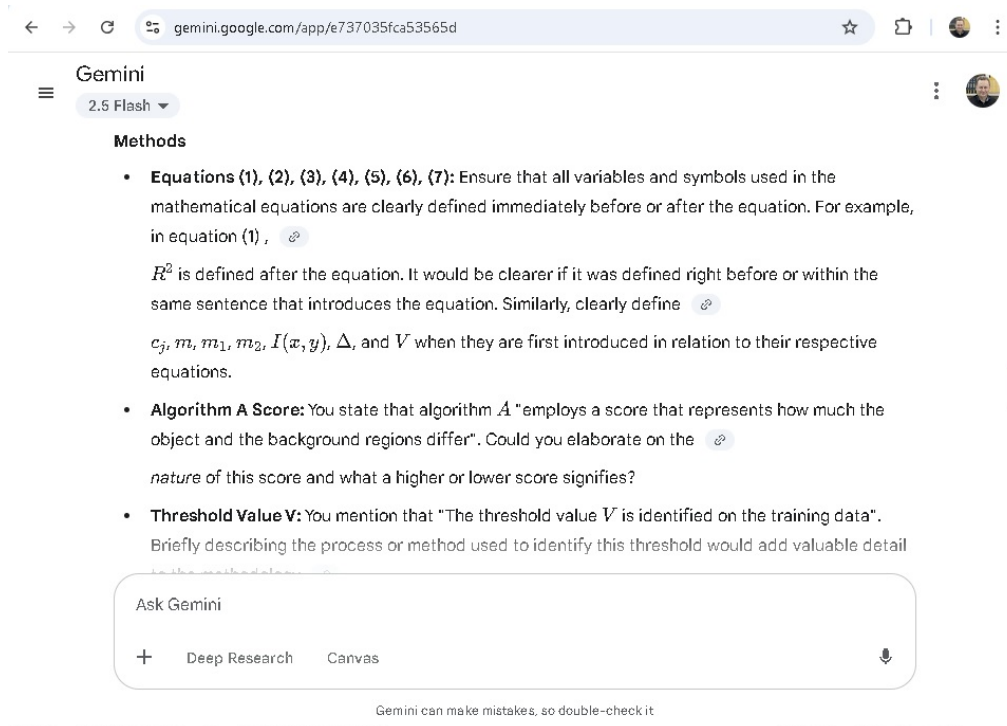 gemini.google.com/app/e737035fca53565d
Gemini
2.5 Flash
Methods
• Equations (1), (2), (3), (4), (5), (6), (7): Ensure that all variables and symbols used in the
mathematical equations are clearly defined immediately before or after the equation. For example,
in equation (1) ,
R² is defined after the equation. It would be clearer if it was defined right before or within the
same sentence that introduces the equation. Similarly, clearly define
cⱼ, m, m₁, m₂, I(x, y), Δ, and V when they are first introduced in relation to their respective
equations.
• Algorithm A Score: You state that algorithm A "employs a score that represents how much the
object and the background regions differ". Could you elaborate on the
nature of this score and what a higher or lower score signifies?
• Threshold Value V: You mention that "The threshold value V is identified on the training data".
Briefly describing the process or method used to identify this threshold would add valuable detail
to the methodology.
Ask Gemini
+ Deep Research Canvas
Gemini can make mistakes, so double-check it